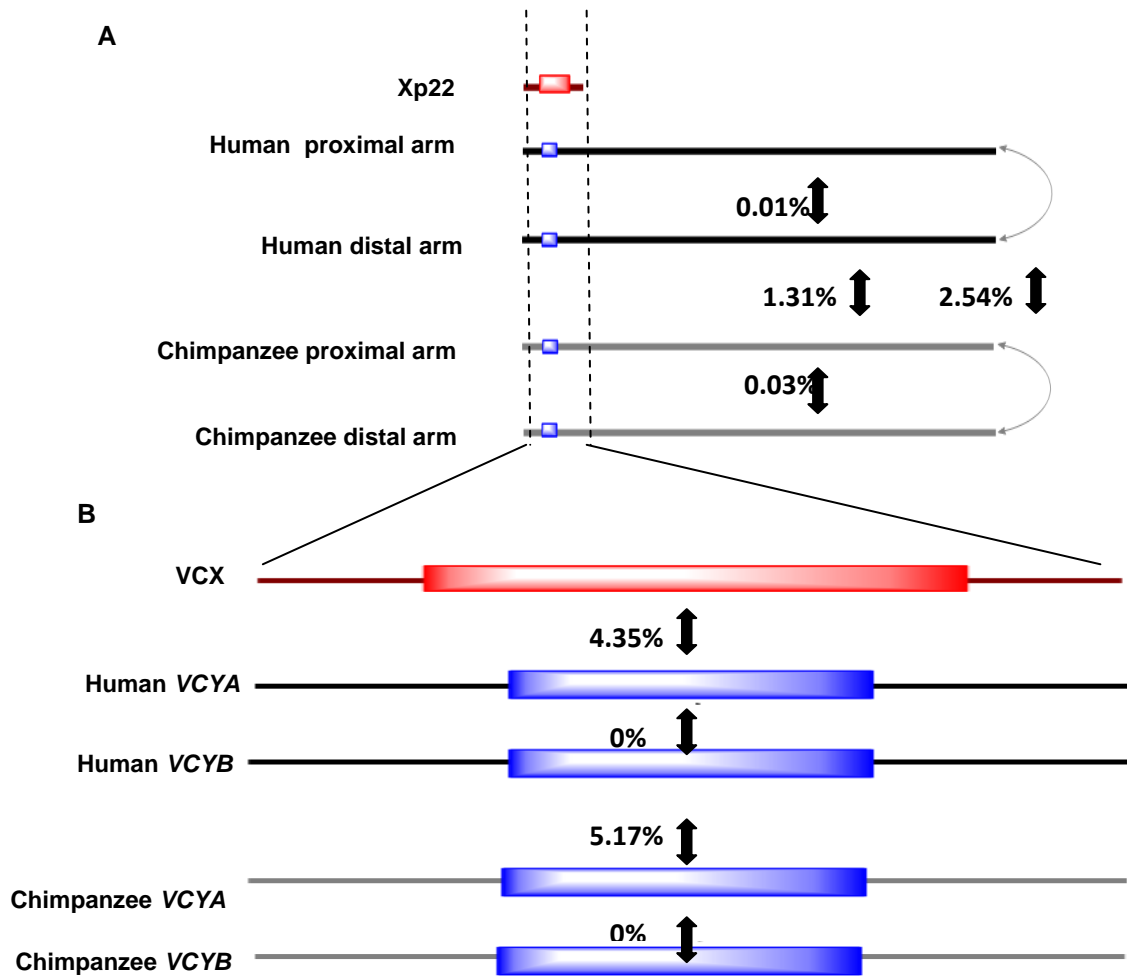 A
Xp22
Human proximal arm
0.01%
Human distal arm
1.31%
2.54%
Chimpanzee proximal arm
0.03%
Chimpanzee distal arm
B
VCX
4.35%
Human VCYA
0%
Human VCYB
5.17%
Chimpanzee VCYA
0%
Chimpanzee VCYB